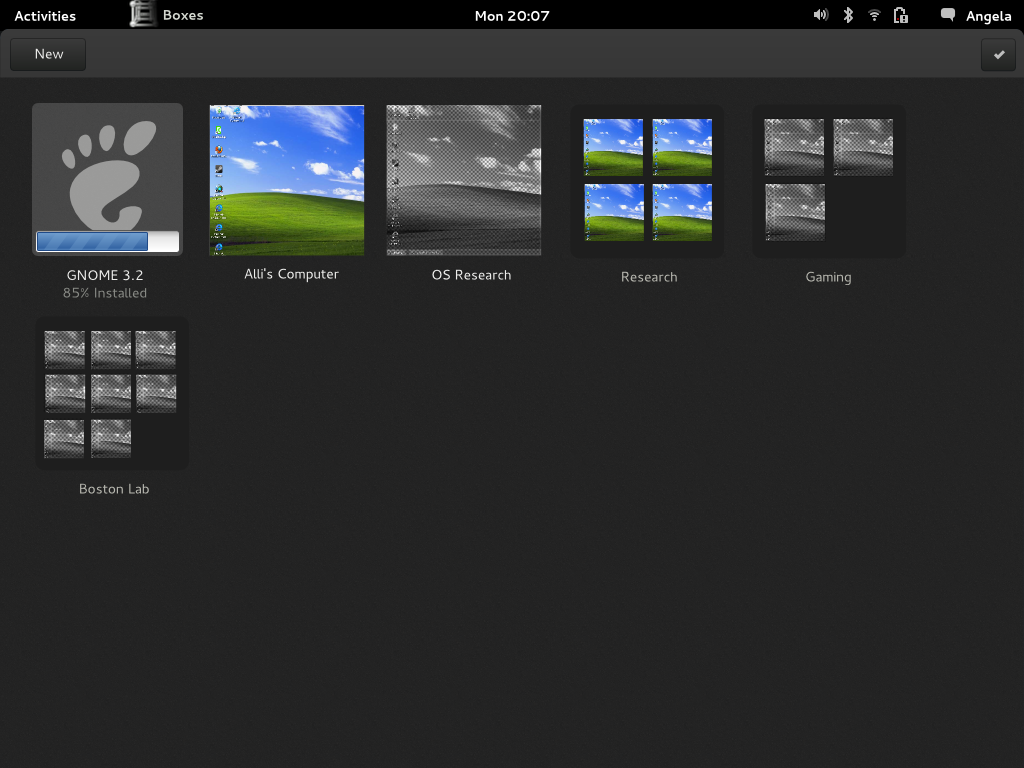 Activities
Boxes
Mon 20:07
Angela
New
GNOME 3.2
85% Installed
Alli's Computer
OS Research
Research
Gaming
Boston Lab